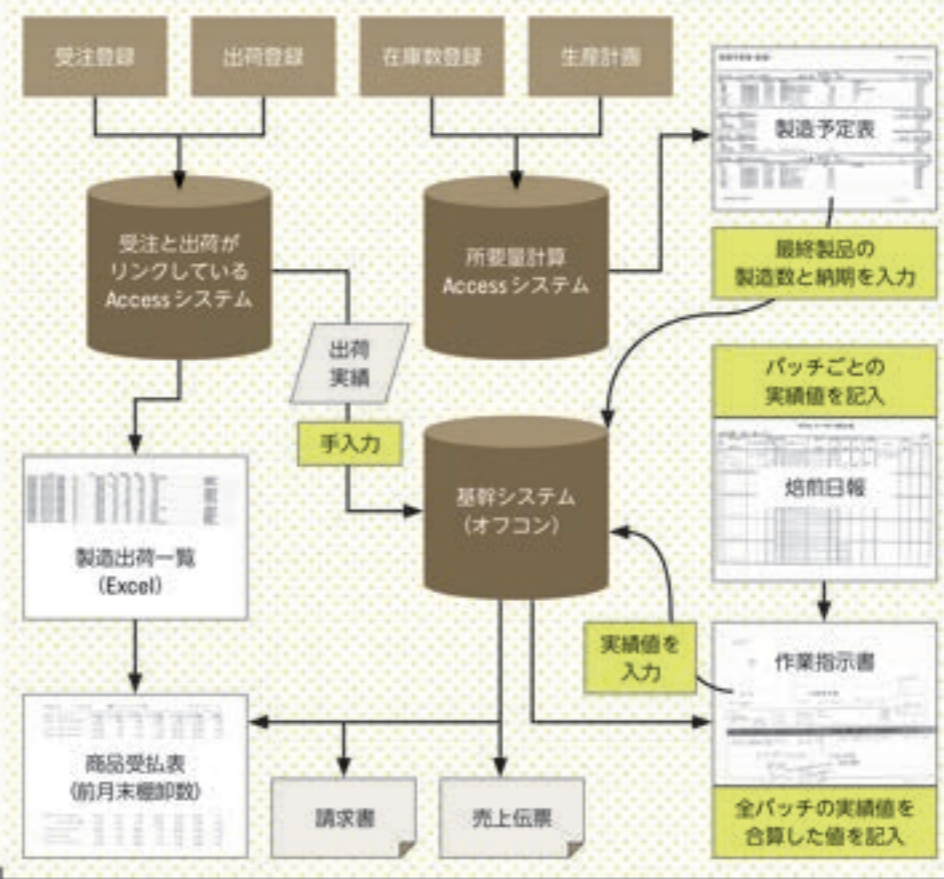 受注登録
出荷登録
在庫数登録
生産計画
製造予定表
受注と出荷が
リンクしている
Accessシステム
所要量計算
Accessシステム
最終製品の
製造数と納期を入力
出荷
実績
手入力
バッチごとの
実績値を記入
焙煎日報
基幹システム
(オフコン)
製造出荷一覧
(Excel)
実績値を
入力
作業指示書
商品受払表
(前月末棚卸数)
請求書
売上伝票
全バッチの実績値を
合算した値を記入